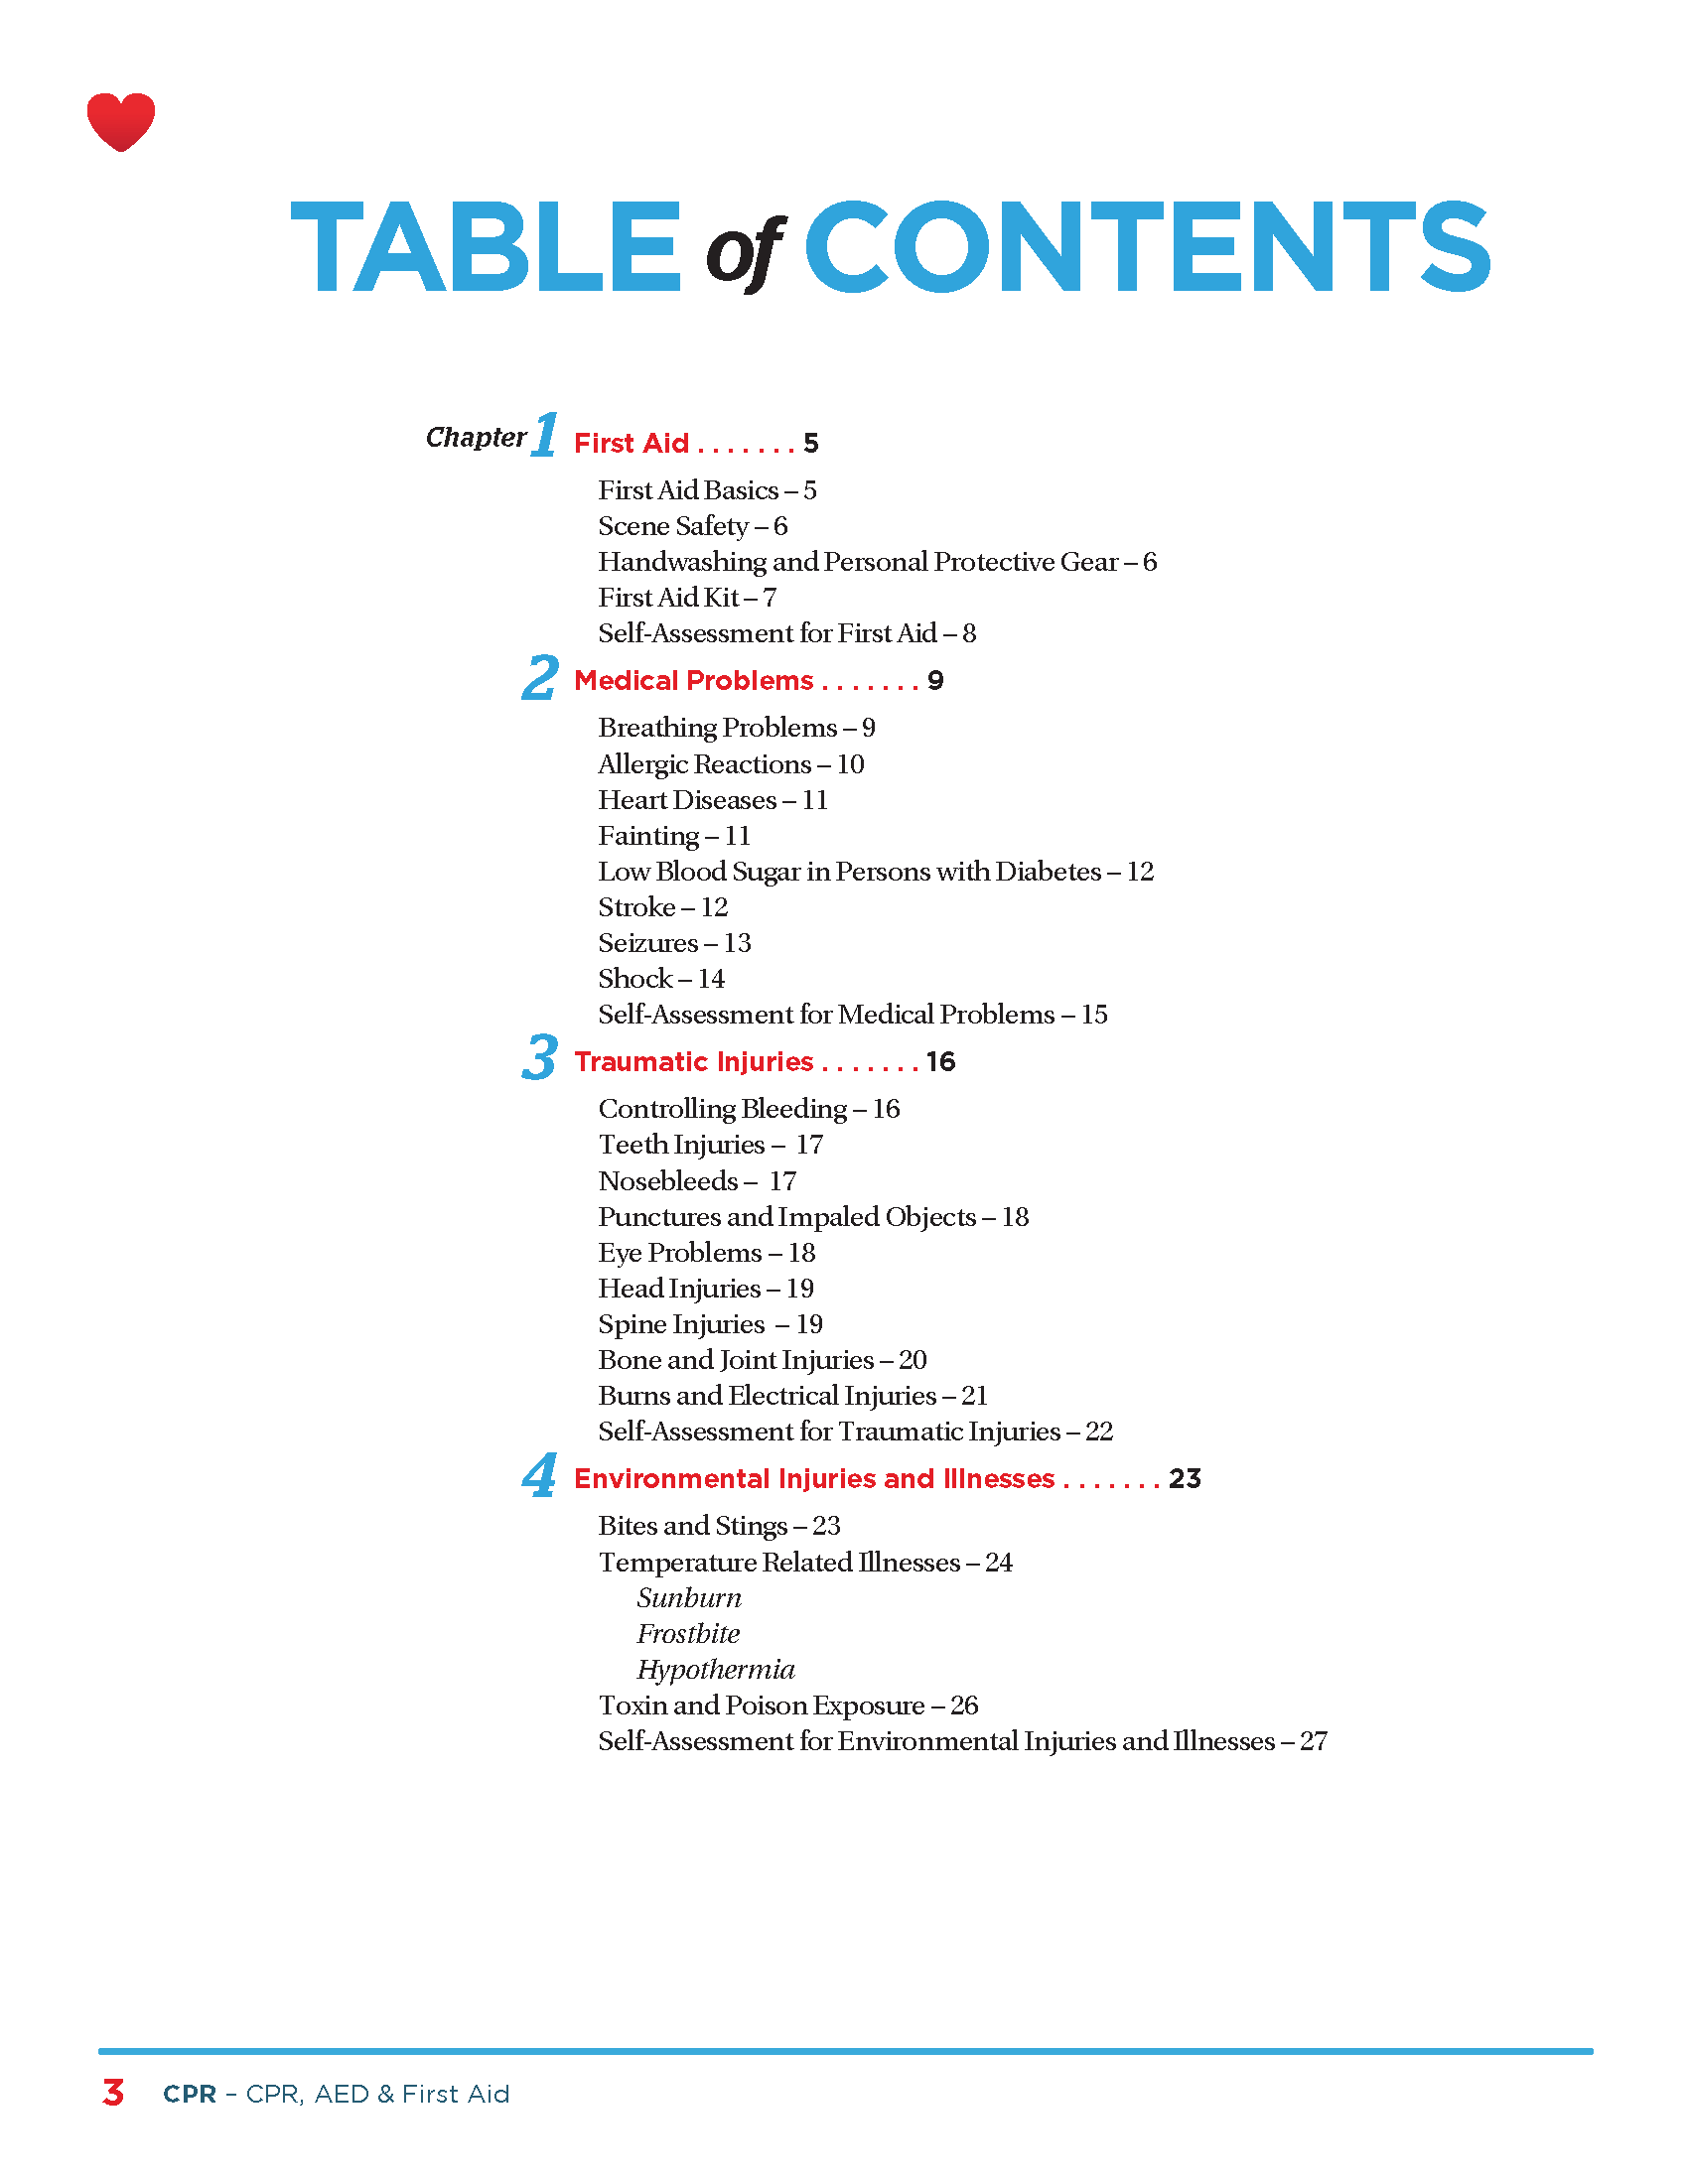 TABLE of CONTENTS
Chapter 1 First Aid . . . . . . . 5
First Aid Basics – 5
Scene Safety – 6
Handwashing and Personal Protective Gear – 6
First Aid Kit – 7
Self-Assessment for First Aid – 8
2 Medical Problems . . . . . . . 9
Breathing Problems – 9
Allergic Reactions – 10
Heart Diseases – 11
Fainting – 11
Low Blood Sugar in Persons with Diabetes – 12
Stroke – 12
Seizures – 13
Shock – 14
Self-Assessment for Medical Problems – 15
3 Traumatic Injuries . . . . . . . 16
Controlling Bleeding – 16
Teeth Injuries – 17
Nosebleeds – 17
Punctures and Impaled Objects – 18
Eye Problems – 18
Head Injuries – 19
Spine Injuries – 19
Bone and Joint Injuries – 20
Burns and Electrical Injuries – 21
Self-Assessment for Traumatic Injuries – 22
4 Environmental Injuries and Illnesses . . . . . . . 23
Bites and Stings – 23
Temperature Related Illnesses – 24
Sunburn
Frostbite
Hypothermia
Toxin and Poison Exposure – 26
Self-Assessment for Environmental Injuries and Illnesses – 27
3 CPR – CPR, AED & First Aid